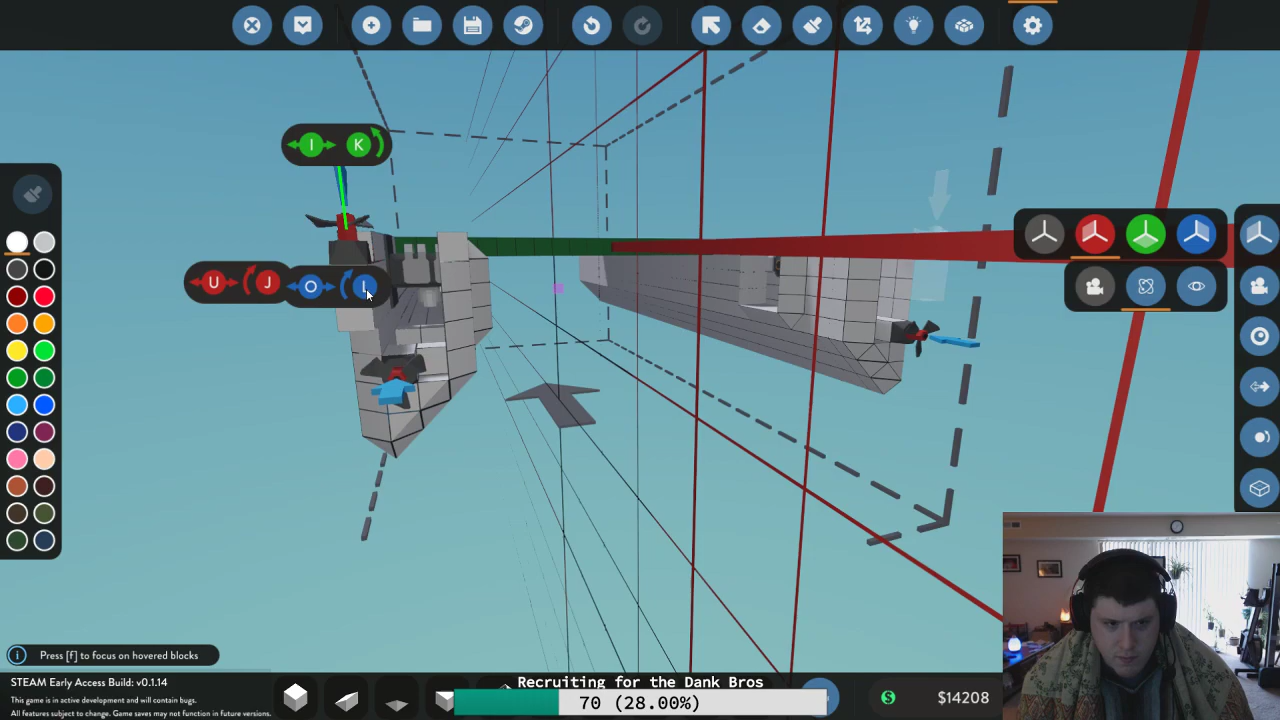 I K
U J O L
Press [f] to focus on hovered blocks
STEAM Early Access Build: v0.1.14
This game is in active development and will contain bugs.
All features subject to change. Game saves may not function in future versions.
Recruiting for the Dank Bros
70 (28.00%)
$14208